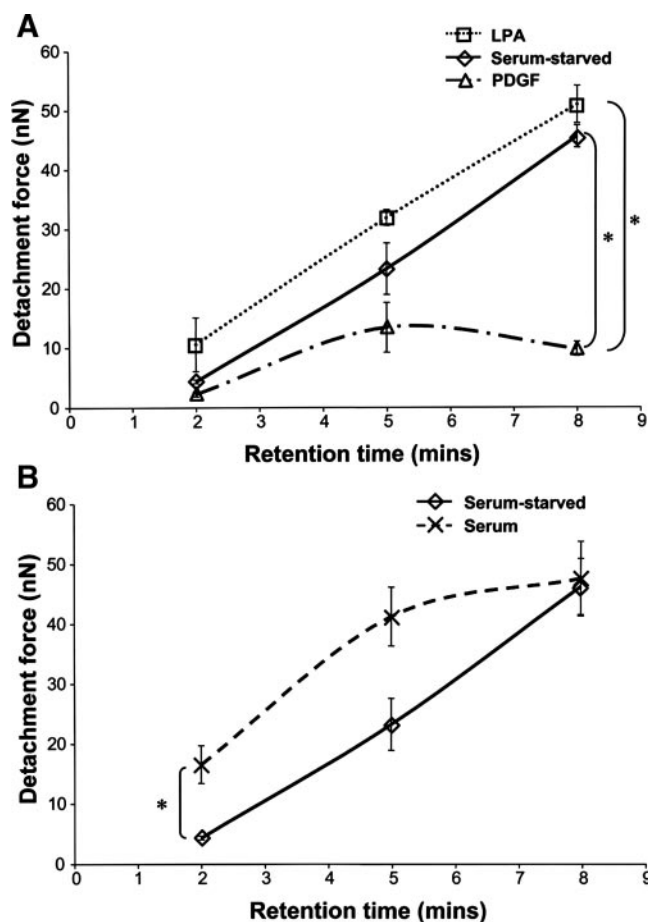 A
LPA
Serum-starved
PDGF
60
50
40
30
20
10
0
Detachment force (nN)
*
*
0 1 2 3 4 5 6 7 8 9
Retention time (mins)
B
Serum-starved
Serum
60
50
40
30
20
10
0
Detachment force (nN)
*
0 1 2 3 4 5 6 7 8 9
Retention time (mins)